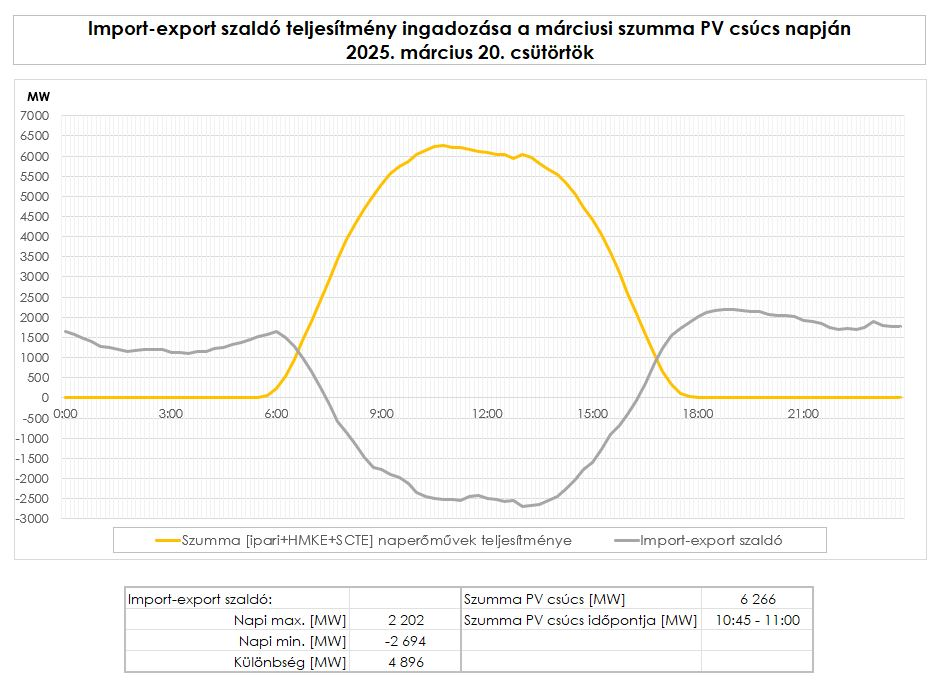 Import-export szaldó teljesítmény ingadozása a márciusi szumma PV csúcs napján
2025. március 20. csütörtök
MW
7000
6500
6000
5500
5000
4500
4000
3500
3000
2500
2000
1500
1000
500
0
-500
-1000
-1500
-2000
-2500
-3000
0:00 3:00 6:00 9:00 12:00 15:00 18:00 21:00
Szumma [ipari+HMKE+SCTE] naperőművek teljesítménye Import-export szaldó
Import-export szaldó: Szumma PV csúcs [MW] 6 266
Napi max. [MW] 2 202 Szumma PV csúcs időpontja [MW] 10:45 - 11:00
Napi min. [MW] -2 694
Különbség [MW] 4 896